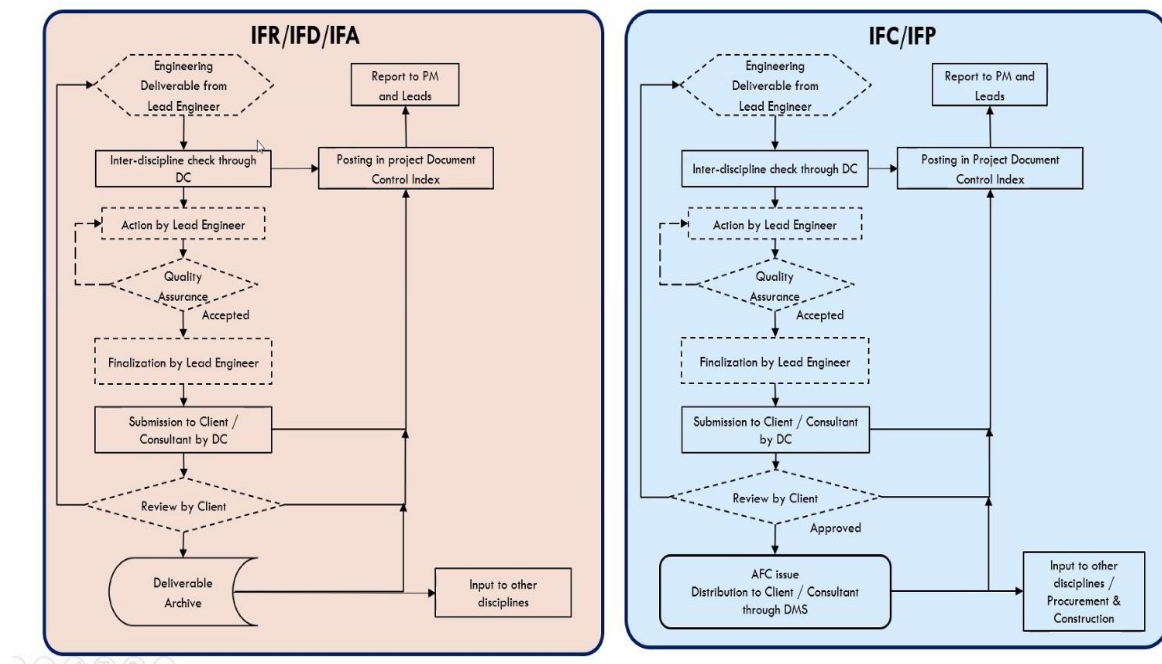 IFR/IFD/IFA
Engineering
Deliverable from
Lead Engineer
Report to PM
and Leads
Inter-discipline check through
DC
Posting in project Document
Control Index
Action by Lead Engineer
Quality
Assurance
Accepted
Finalization by Lead Engineer
Submission to Client /
Consultant by DC
Review by Client
Deliverable
Archive
Input to other
disciplines
IFC/IFP
Engineering
Deliverable from
Lead Engineer
Report to PM and
Leads
Inter-discipline check through DC
Posting in Project Document
Control Index
Action by Lead Engineer
Quality
Assurance
Accepted
Finalization by Lead Engineer
Submission to Client / Consultant
by DC
Review by Client
Approved
AFC issue
Distribution to Client / Consultant
through DMS
Input to other
disciplines /
Procurement &
Construction